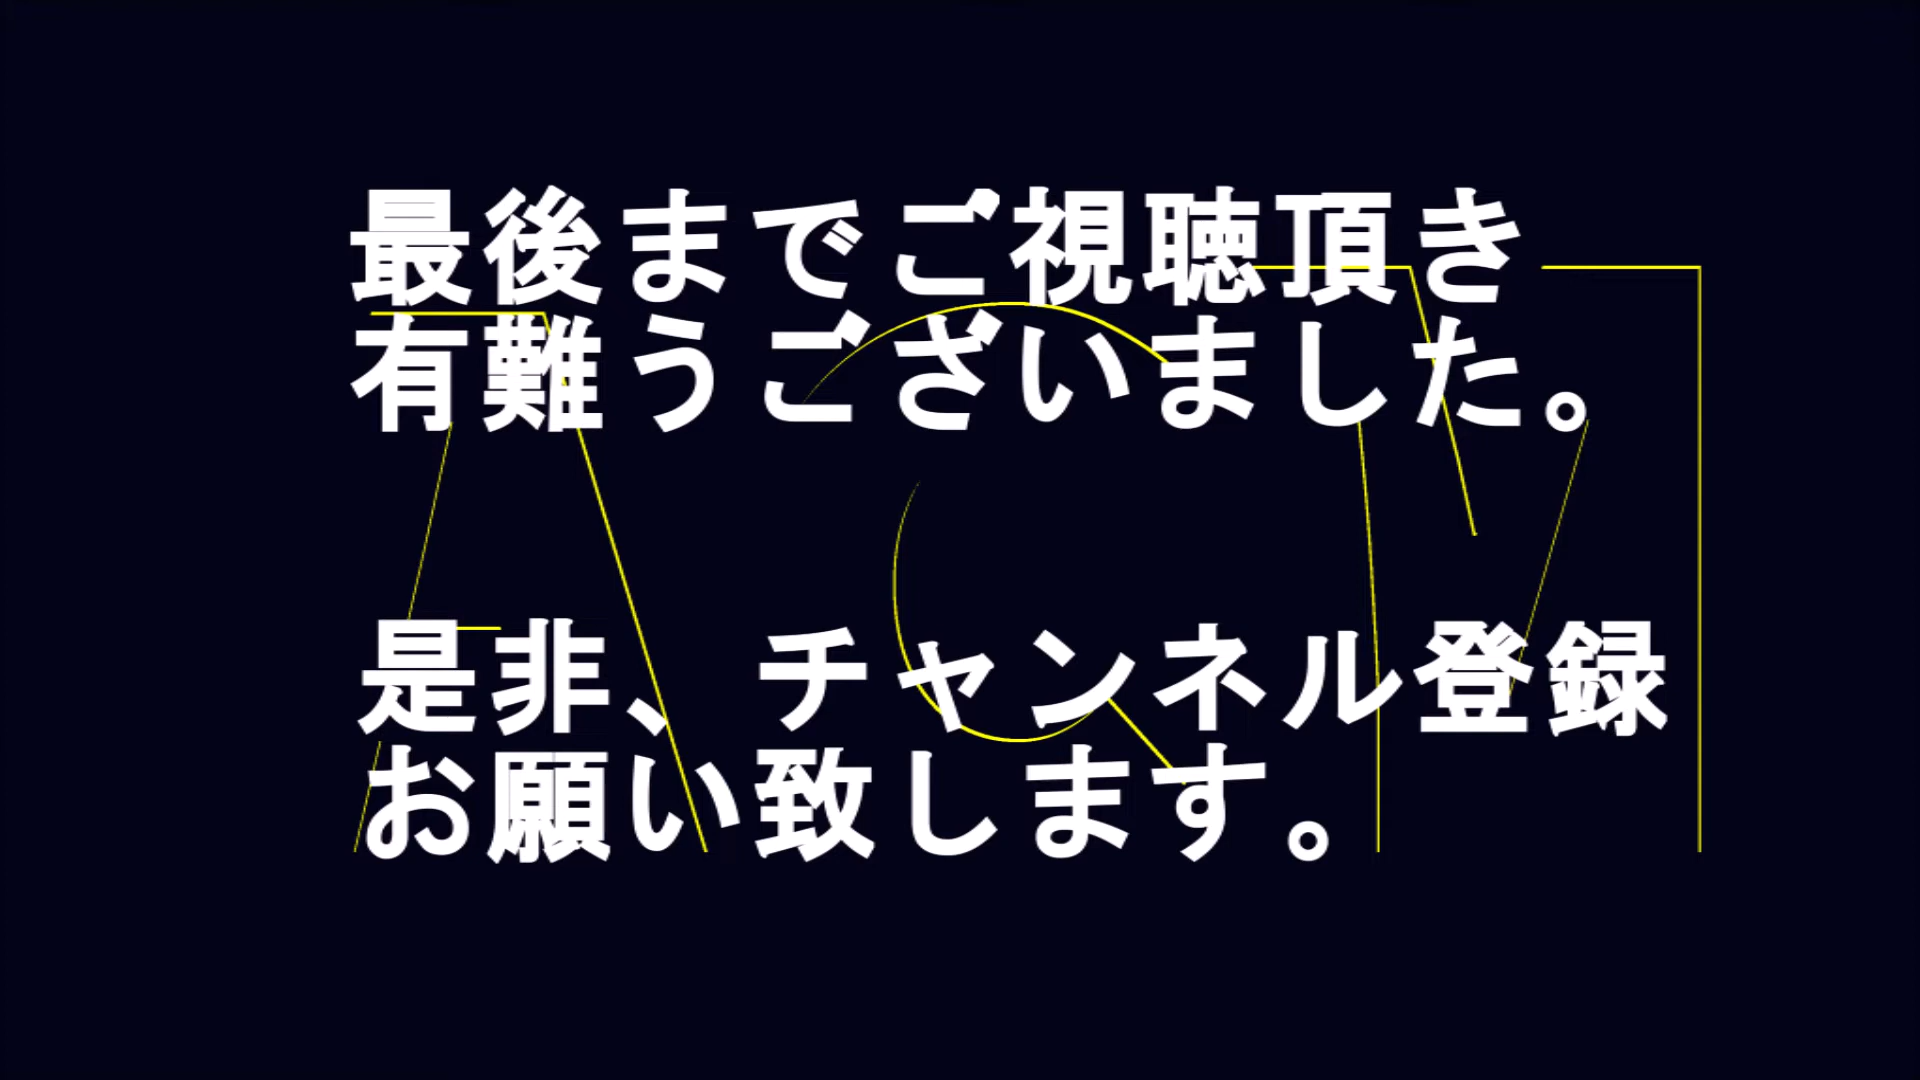 最後までご視聴頂き
有難うございました。
是非、チャンネル登録
お願い致します。